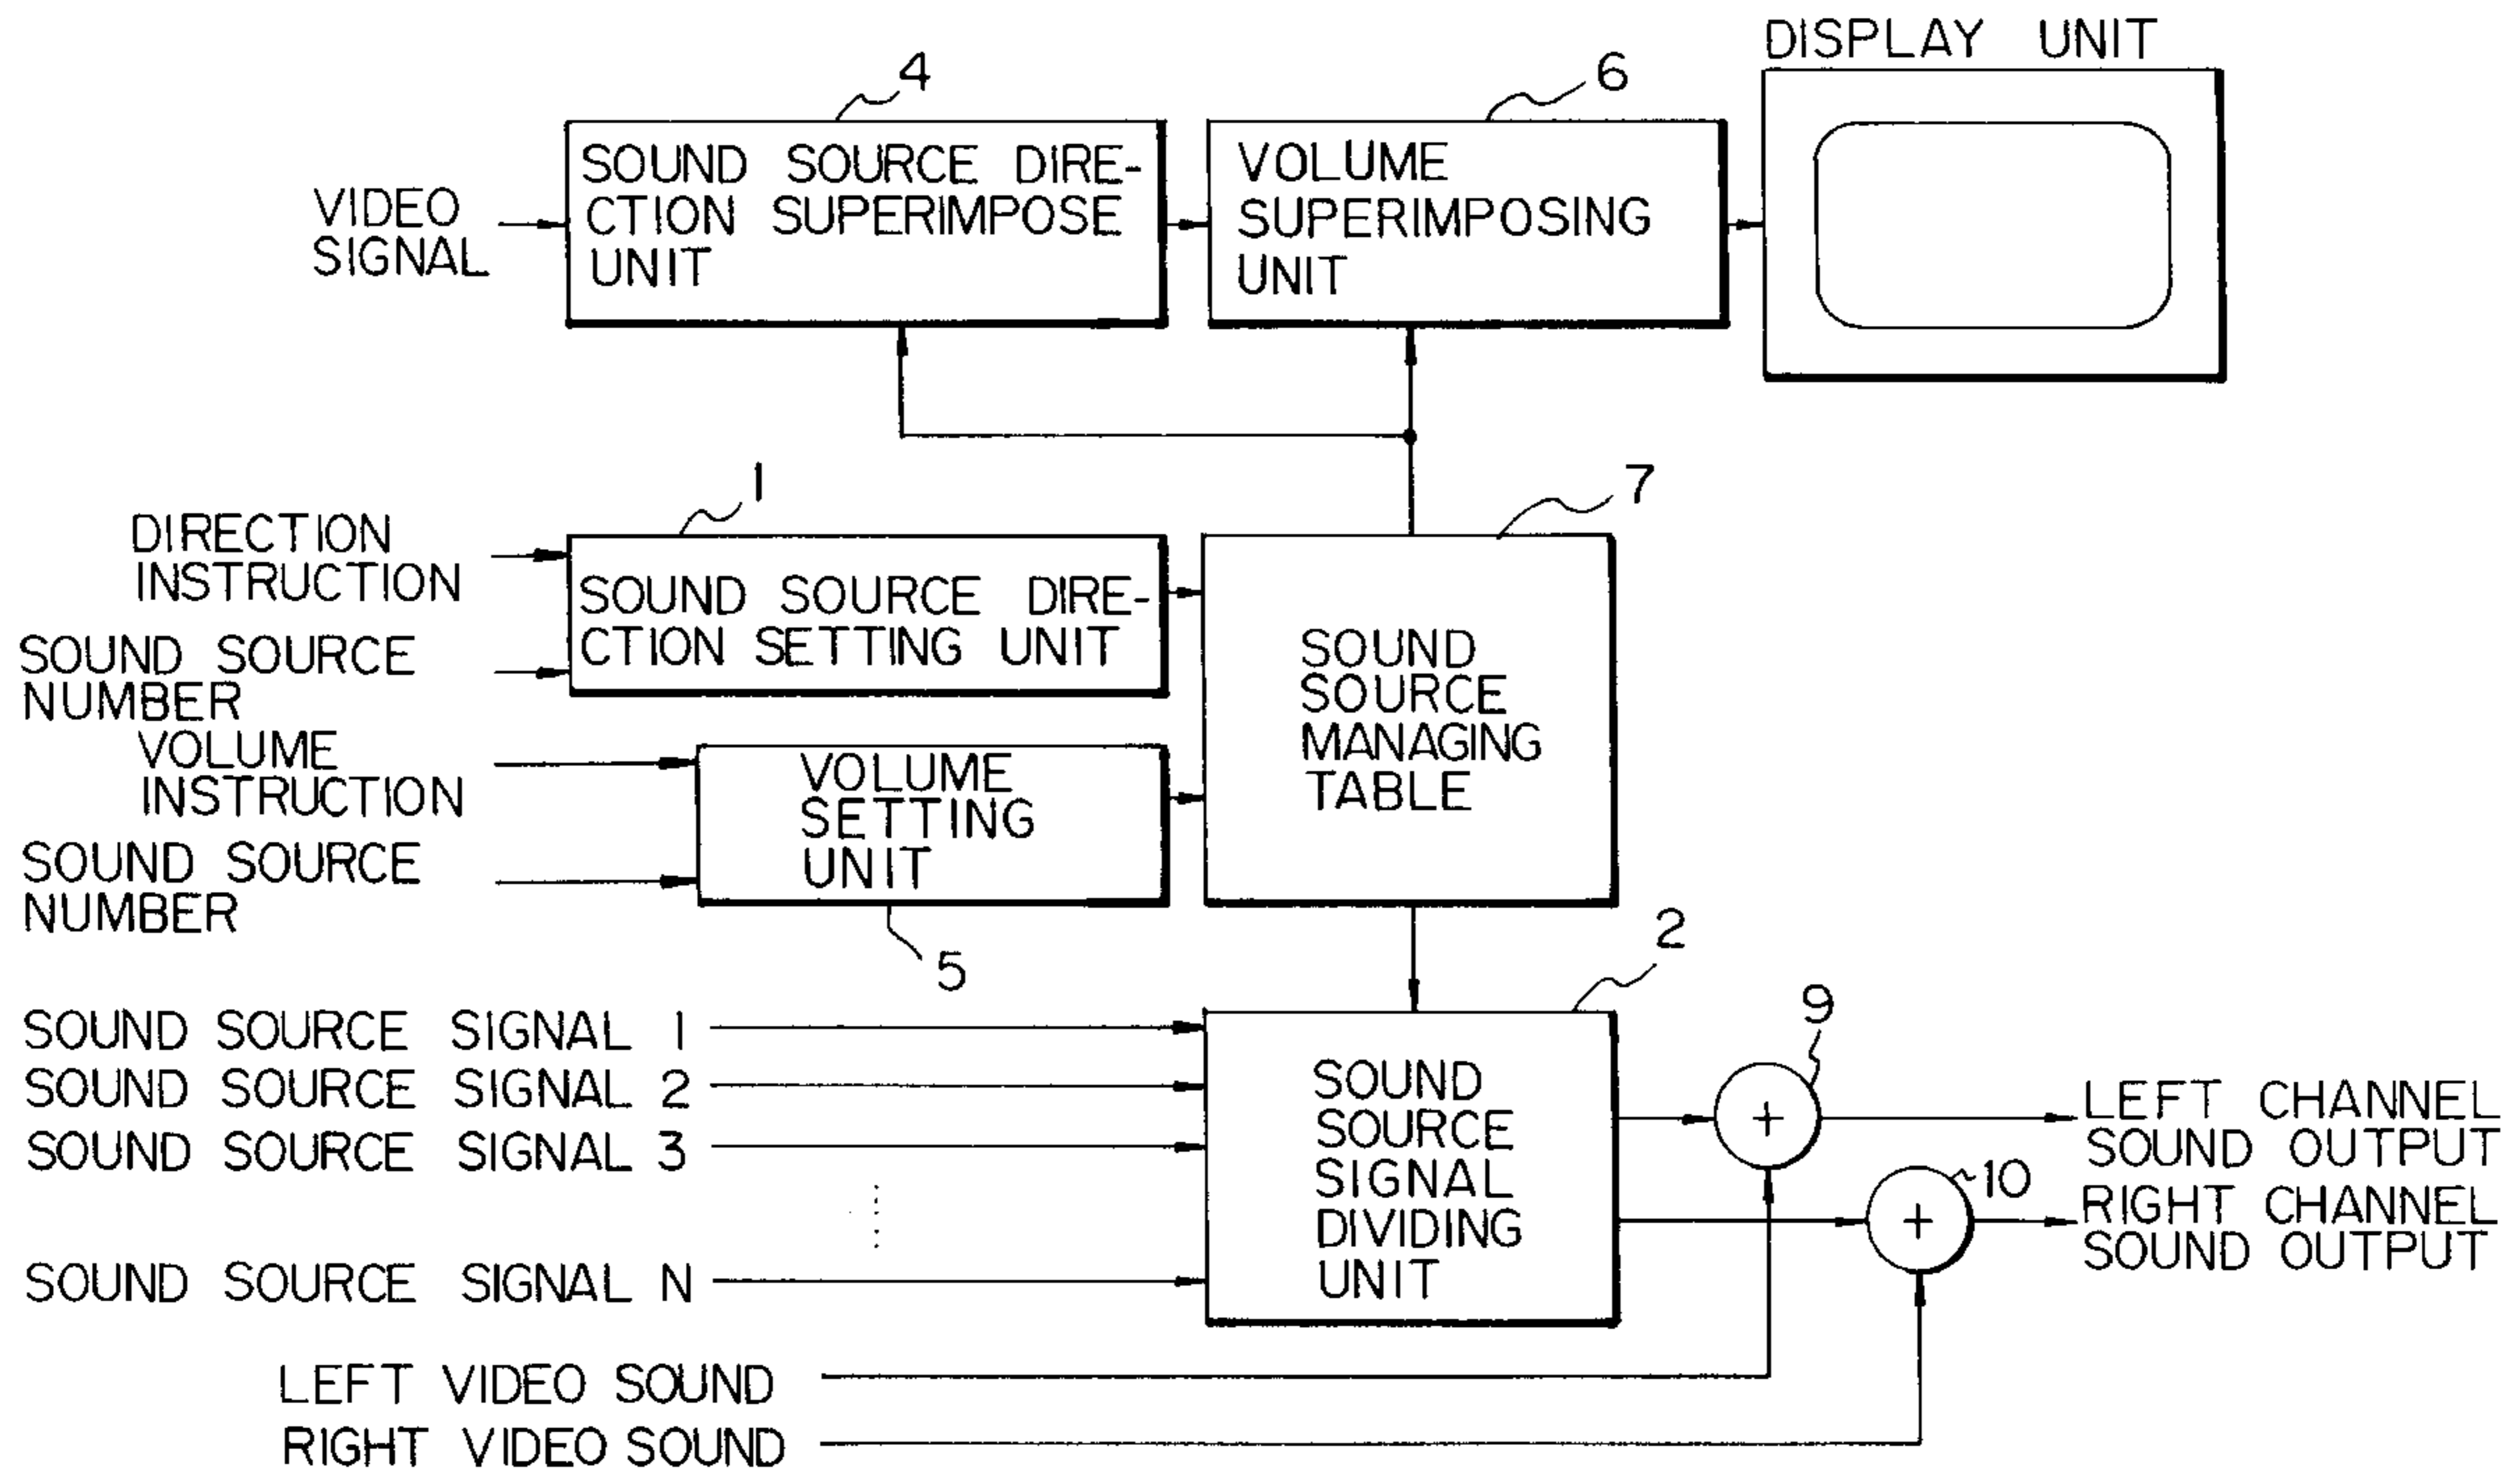 DISPLAY UNIT
4
6
SOUND SOURCE DIRE-
CTION SUPERIMPOSE
UNIT
VOLUME
SUPERIMPOSING
UNIT
VIDEO
SIGNAL
1
7
DIRECTION
INSTRUCTION
SOUND SOURCE
NUMBER
SOUND SOURCE DIRE-
CTION SETTING UNIT
SOUND
SOURCE
MANAGING
TABLE
VOLUME
INSTRUCTION
SOUND SOURCE
NUMBER
VOLUME
SETTING
UNIT
5
2
9
SOUND SOURCE SIGNAL 1
SOUND SOURCE SIGNAL 2
SOUND SOURCE SIGNAL 3
SOUND SOURCE SIGNAL N
SOUND
SOURCE
SIGNAL
DIVIDING
UNIT
+
LEFT CHANNEL
SOUND OUTPUT
10
+
RIGHT CHANNEL
SOUND OUTPUT
LEFT VIDEO SOUND
RIGHT VIDEO SOUND